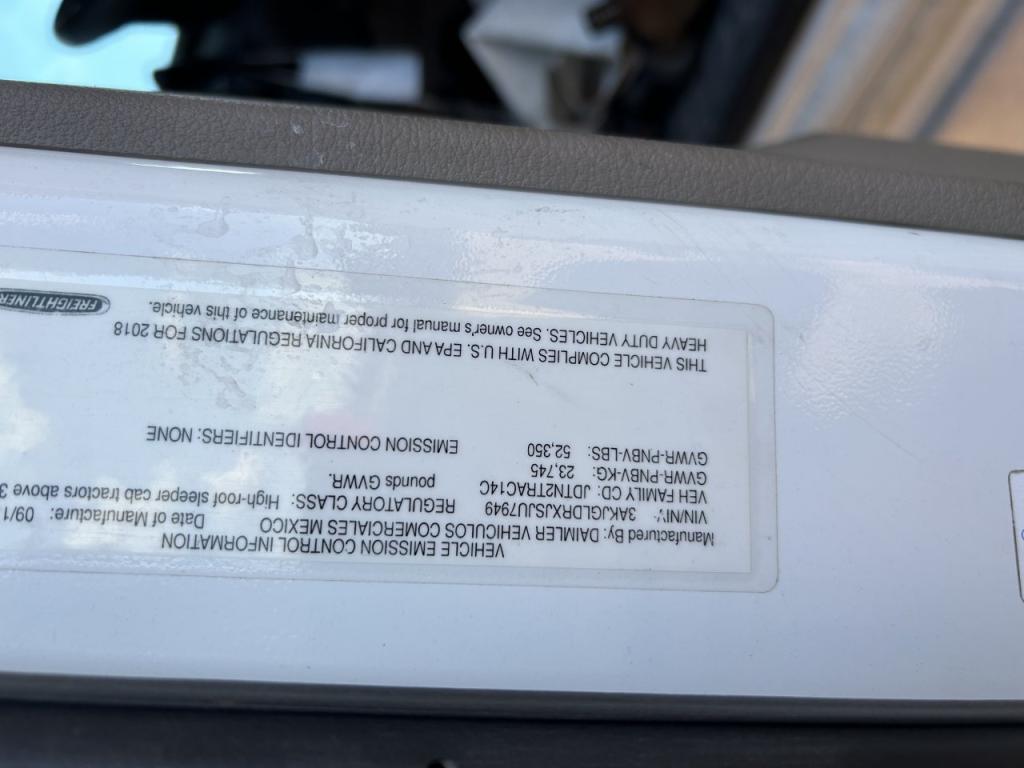 VEHICLE EMISSION CONTROL INFORMATION
Manufactured By: DAIMLER VEHICULOS COMERCIALES MEXICO Date of Manufacture: 09/1
VIN/NIV: 3AKJGLDRXJSJU7949 REGULATORY CLASS: High-roof sleeper cab tractors above 3
VEH FAMILY CD: JDTN2TRAC14C pounds GVWR.
GVWR-PNBV-KG: 23,745
GVWR-PNBV-LBS: 52,350 EMISSION CONTROL IDENTIFIERS: NONE
THIS VEHICLE COMPLIES WITH U.S. EPA AND CALIFORNIA REGULATIONS FOR 2018
HEAVY DUTY VEHICLES. See owner's manual for proper maintenance of this vehicle.
FREIGHTLINER